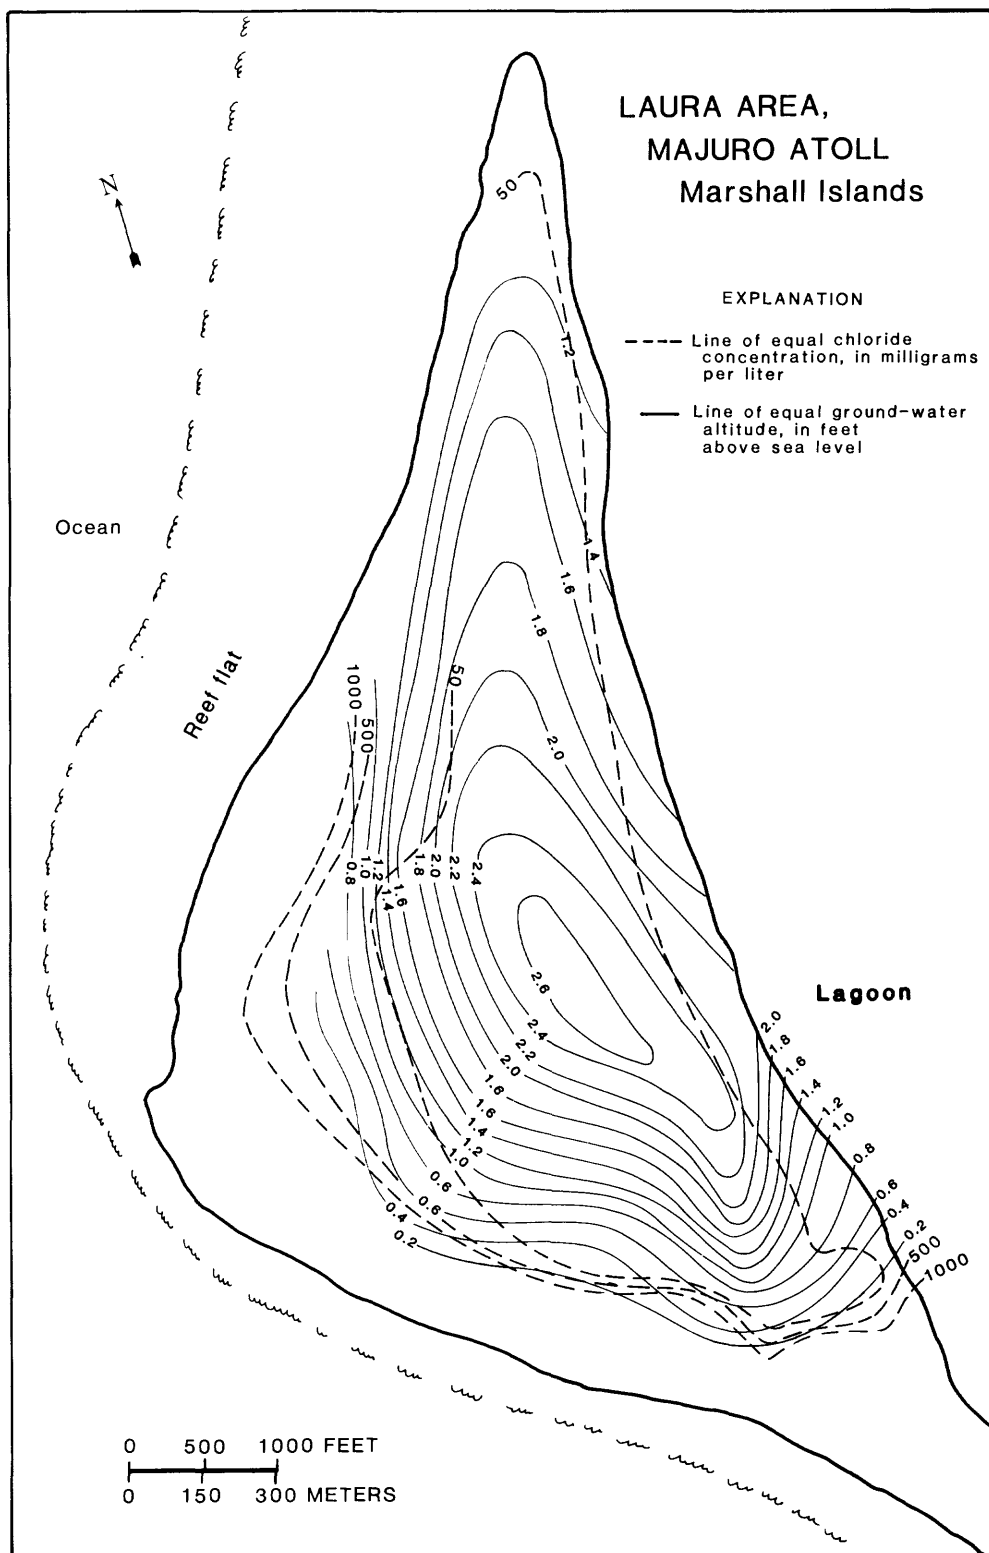 LAURA AREA,
MAJURO ATOLL
Marshall Islands
N
50
EXPLANATION
Line of equal chloride
concentration, in milligrams
per liter
Line of equal ground-water
altitude, in feet
above sea level
1.2
Ocean
1.4
1.6
1.8
Reef flat
1000
500
50
2.0
0.8
1.0
1.2
1.4
1.6
1.8
2.0
2.2
2.4
2.6
Lagoon
2.4
2.2
2.0
1.6
1.6
1.4
1.2
1.0
0.6
0.6
0.4
0.2
2.0
1.8
1.6
1.4
1.2
1.0
0.8
0.6
0.4
0.2
500
1000
0 500 1000 FEET
0 150 300 METERS